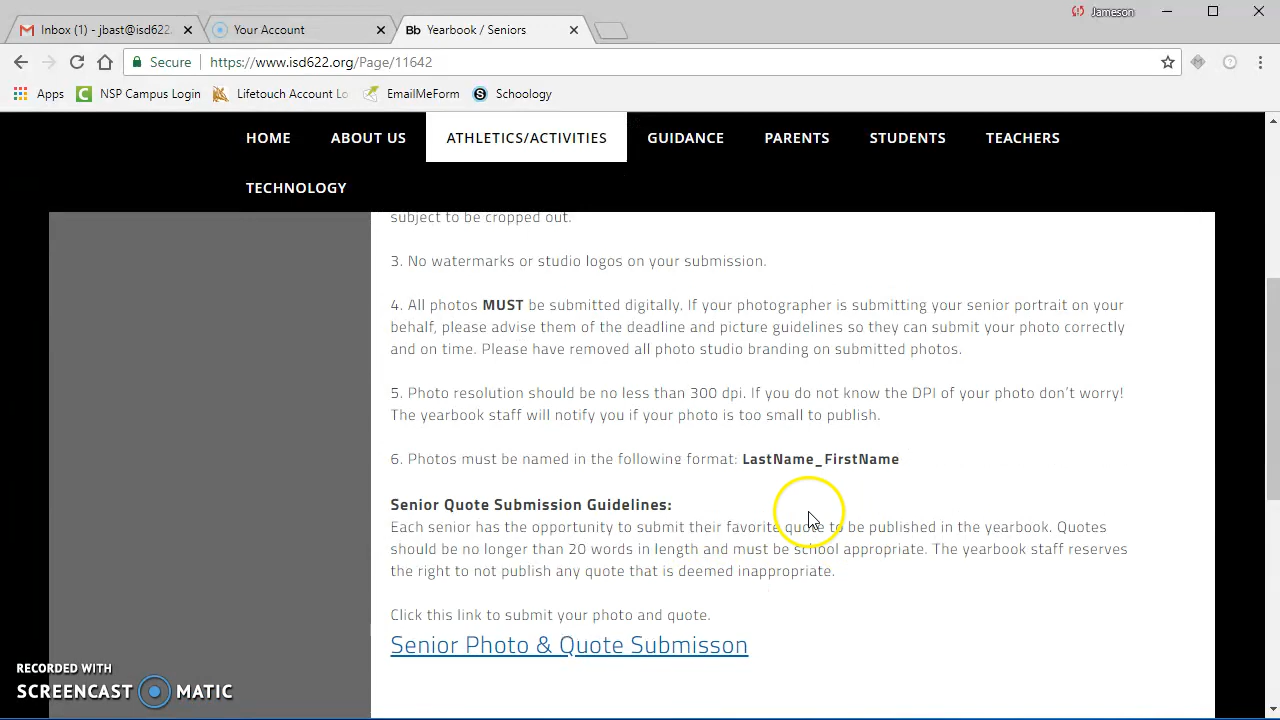 Jameson
Inbox (1) - jbast@isd622.
Your Account
Bb Yearbook / Seniors
Secure https://www.isd622.org/Page/11642
Apps NSP Campus Login Lifetouch Account Lo EmailMeForm S Schoology
HOME ABOUT US ATHLETICS/ACTIVITIES GUIDANCE PARENTS STUDENTS TEACHERS
TECHNOLOGY
subject to be cropped out.
3. No watermarks or studio logos on your submission.
4. All photos MUST be submitted digitally. If your photographer is submitting your senior portrait on your
behalf, please advise them of the deadline and picture guidelines so they can submit your photo correctly
and on time. Please have removed all photo studio branding on submitted photos.
5. Photo resolution should be no less than 300 dpi. If you do not know the DPI of your photo don't worry!
The yearbook staff will notify you if your photo is too small to publish.
6. Photos must be named in the following format: LastName_FirstName
Senior Quote Submission Guidelines:
Each senior has the opportunity to submit their favorite quote to be published in the yearbook. Quotes
should be no longer than 20 words in length and must be school appropriate. The yearbook staff reserves
the right to not publish any quote that is deemed inappropriate.
Click this link to submit your photo and quote.
Senior Photo & Quote Submisson
RECORDED WITH
SCREENCAST MATIC